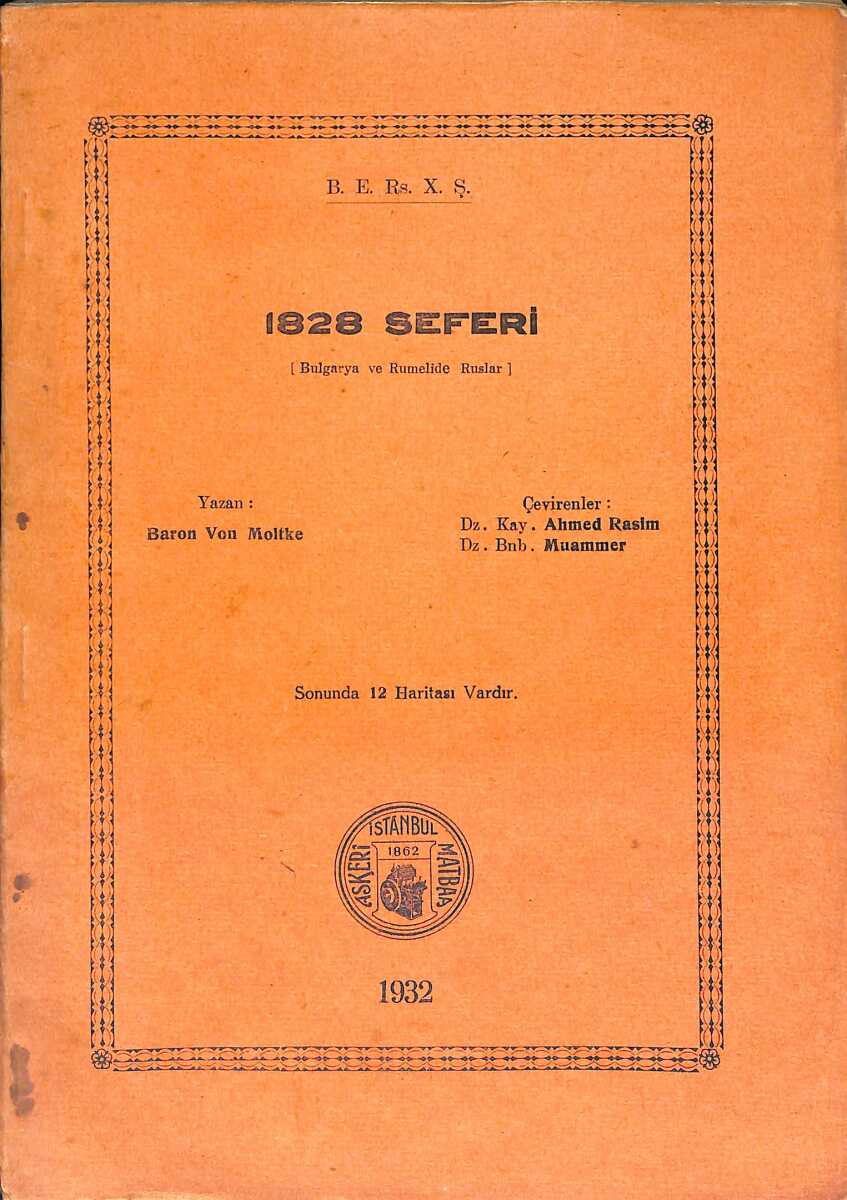 B. E. Rs. X. Ş.
1828 SEFERİ
[ Bulgarya ve Rumelide Ruslar ]
Yazan :
Baron Von Moltke
Çevirenler :
Dz. Kay. Ahmed Rasim
Dz. Bnb. Muammer
Sonunda 12 Haritası Vardır.
ASKERİ İSTANBUL MATBAA
1862
1932